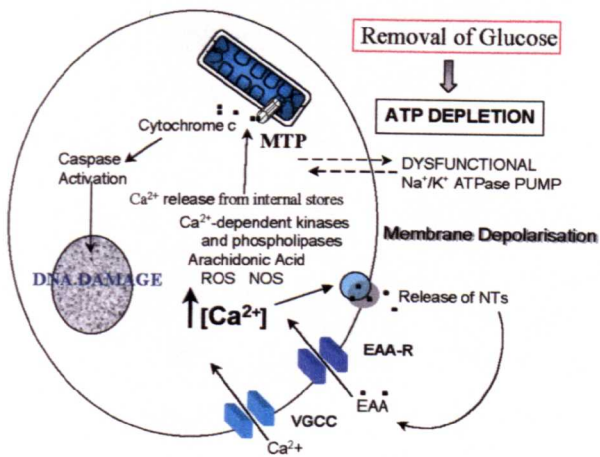 Removal of Glucose
ATP DEPLETION
Cytochrome c
MTP
DYSFUNCTIONAL
Na⁺/K⁺ ATPase PUMP
Caspase
Activation
Ca²⁺ release from internal stores
Ca²⁺-dependent kinases
and phospholipases
Arachidonic Acid
ROS NOS
Membrane Depolarisation
DNA DAMAGE
[Ca²⁺]
Release of NTs
EAA-R
EAA
VGCC
Ca²⁺